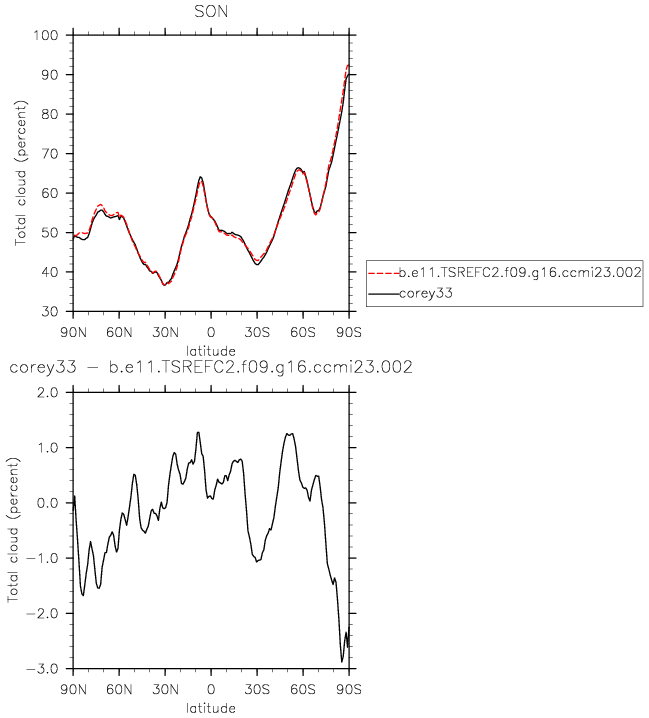 SON
100
90
80
70
60
50
40
30
Total cloud (percent)
90N 60N 30N 0 30S 60S 90S
latitude
b.e11.TSREFC2.f09.g16.ccmi23.002
corey33
corey33 − b.e11.TSREFC2.f09.g16.ccmi23.002
2.0
1.0
0.0
−1.0
−2.0
−3.0
Total cloud (percent)
90N 60N 30N 0 30S 60S 90S
latitude